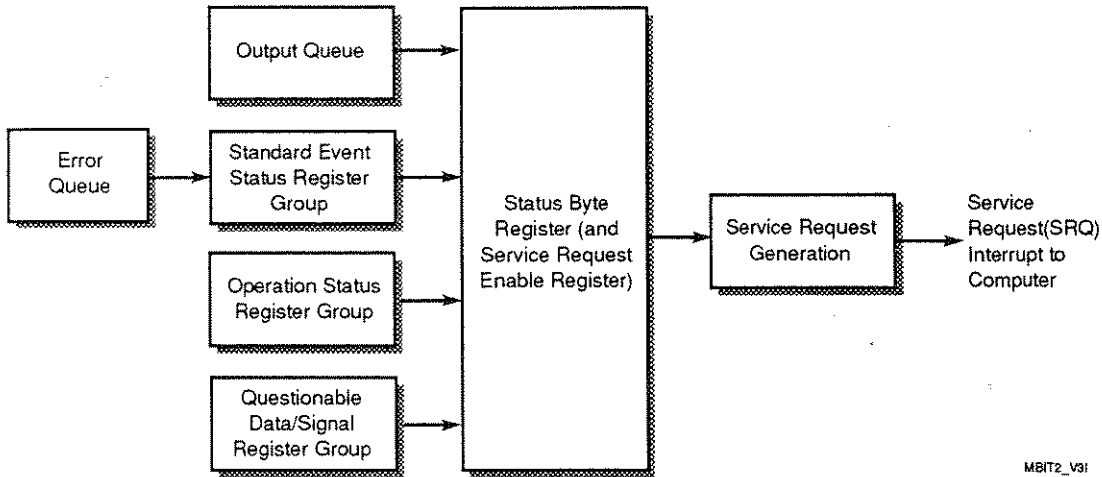 Output Queue
Error
Queue
Standard Event
Status Register
Group
Operation Status
Register Group
Questionable
Data/Signal
Register Group
Status Byte
Register (and
Service Request
Enable Register)
Service Request
Generation
Service
Request(SRQ)
Interrupt to
Computer
MBIT2_V3I